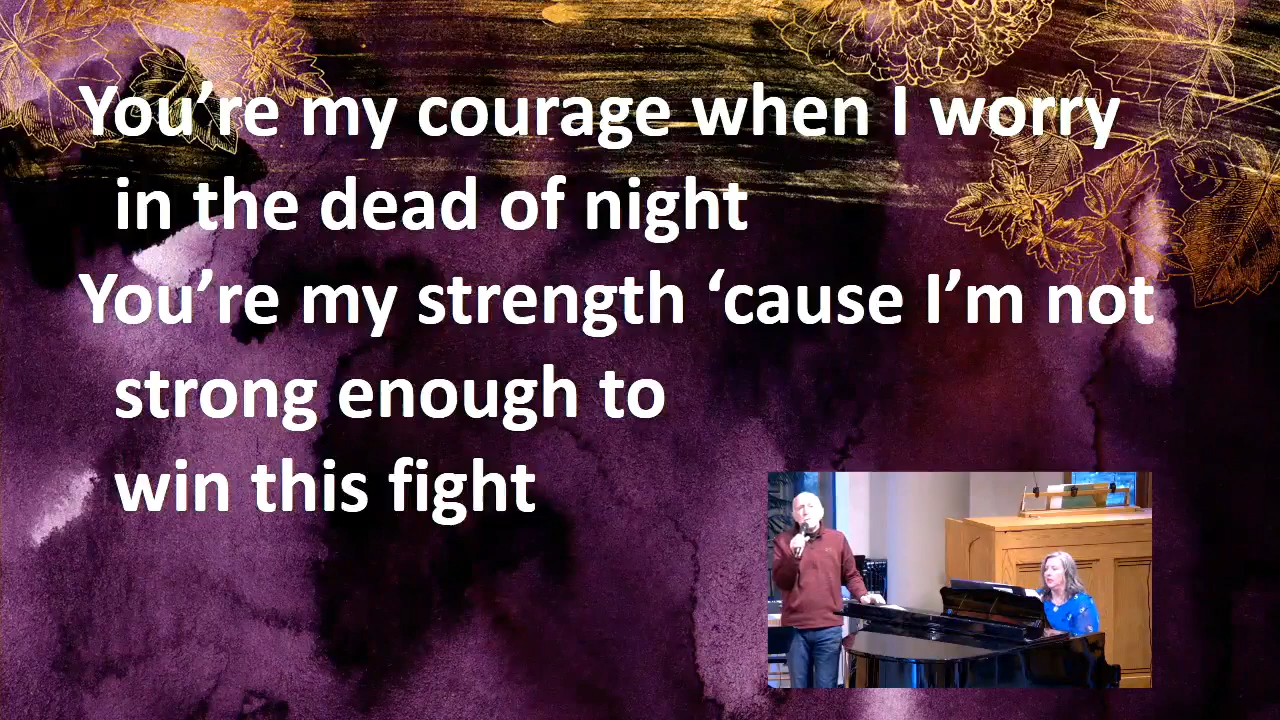 You’re my courage when I worry
in the dead of night
You’re my strength ‘cause I’m not
strong enough to
win this fight